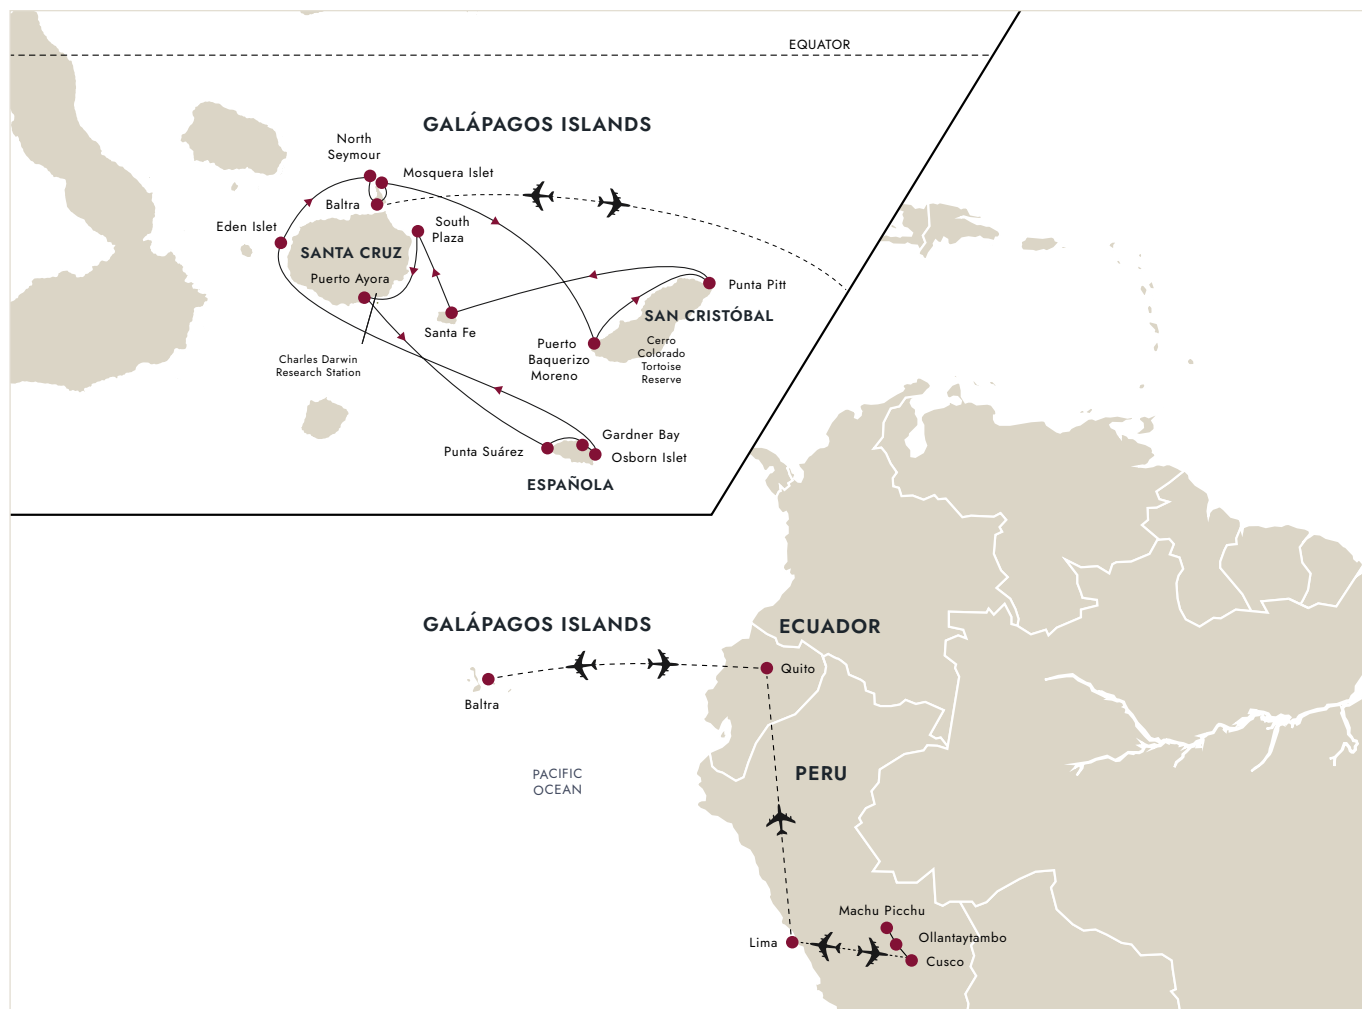 EQUATOR
GALÁPAGOS ISLANDS
North
Seymour
Mosquera Islet
Baltra
Eden Islet
South
Plaza
SANTA CRUZ
Puerto Ayora
Punta Pitt
Santa Fe
SAN CRISTÓBAL
Puerto
Baquerizo
Moreno
Cerro
Colorado
Tortoise
Reserve
Charles Darwin
Research Station
Punta Suárez
Gardner Bay
Osborn Islet
ESPAÑOLA
GALÁPAGOS ISLANDS
ECUADOR
Quito
Baltra
PACIFIC
OCEAN
PERU
Machu Picchu
Ollantaytambo
Lima
Cusco